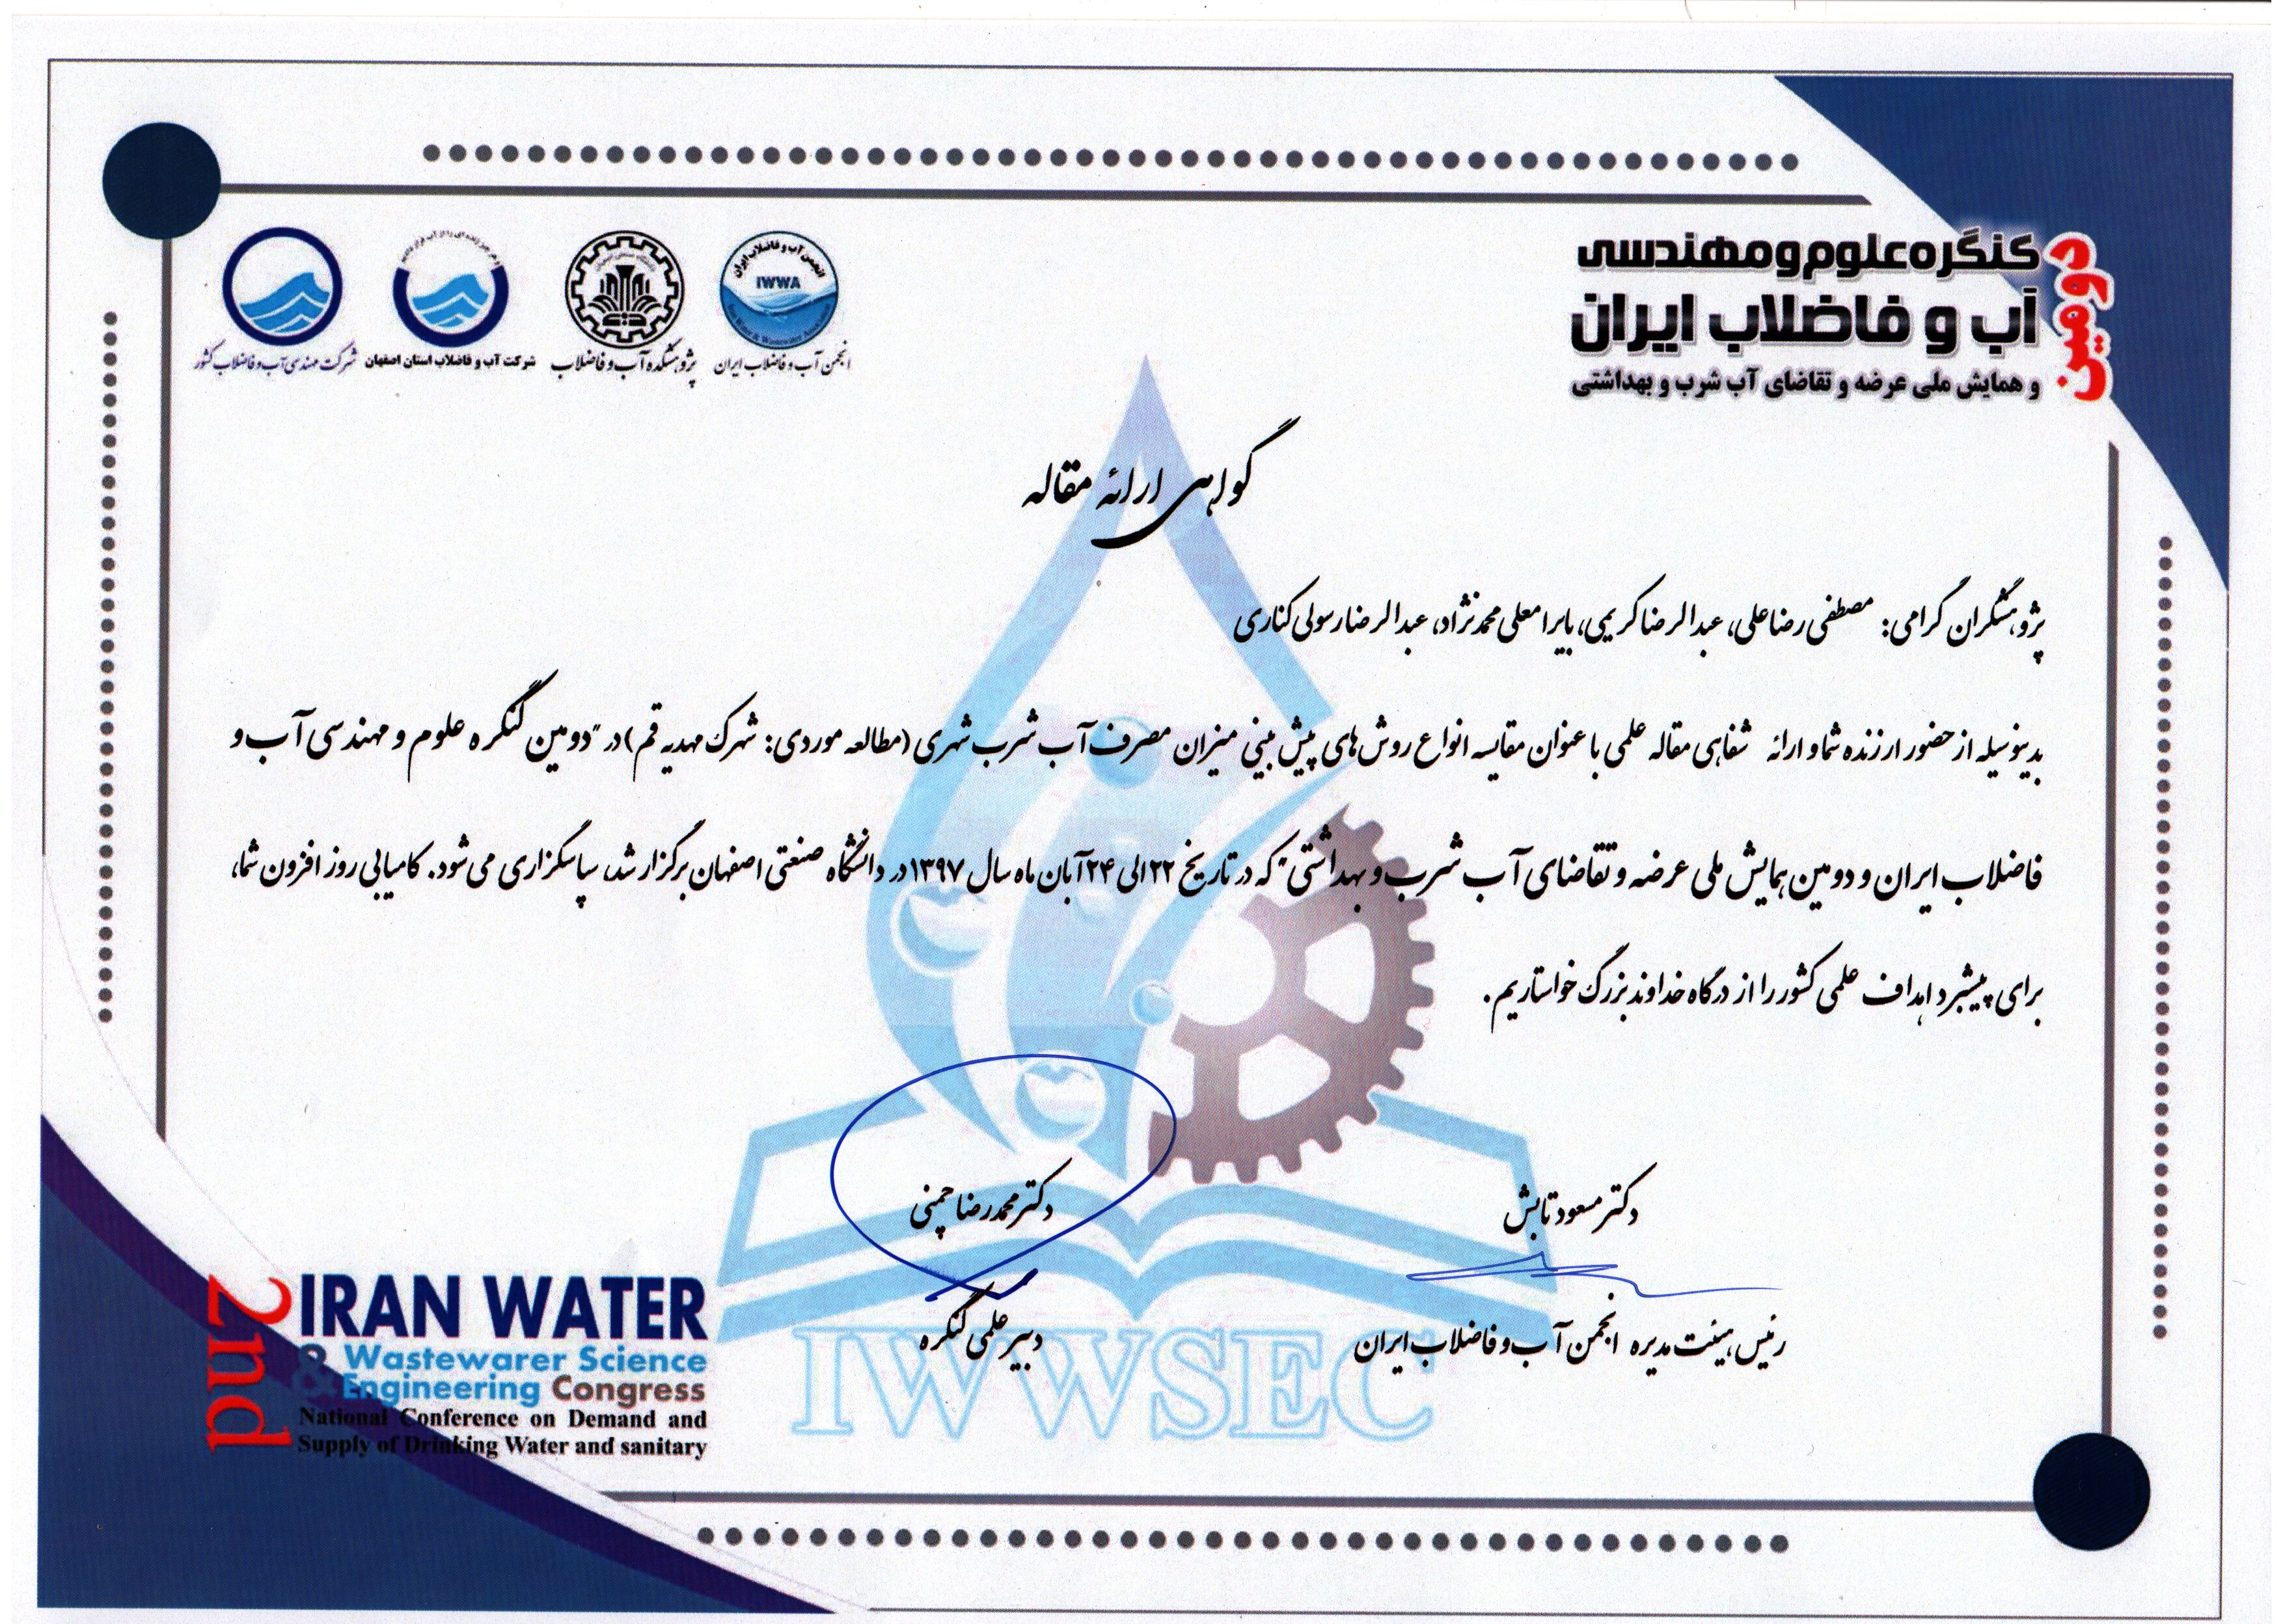 دومین
کنگره علوم و مهندسی
آب و فاضلاب ایران
و همایش ملی عرضه و تقاضای آب شرب و بهداشتی
انجمن آب و فاضلاب ایران
IWWA
Iran Water & Wastewater Association
انجمن آب و فاضلاب ایران
پژوهشکده آب و فاضلاب
شرکت آب و فاضلاب استان اصفهان
شرکت مهندسی آب و فاضلاب کشور
گواهی ارائه مقاله
پژوهشگران گرامی: مصطفی رضاعلی، عبدالرضا کریمی، بایرامعلی محمدنژاد، عبدالرضا رسولی کناری
بدینوسیله از حضور ارزنده شما و ارائه شفاهی مقاله علمی با عنوان مقایسه انواع روش های پیش بینی میزان مصرف آب شرب شهری (مطالعه موردی: شهرک مهدیه قم) در "دومین کنگره علوم و مهندسی آب و
فاضلاب ایران و دومین همایش ملی عرضه و تقاضای آب شرب و بهداشتی" که در تاریخ ۲۲ الی ۲۴ آبان ماه سال ۱۳۹۷ در دانشگاه صنعتی اصفهان برگزار شد، سپاسگزاری می شود. کامیابی روز افزون شما،
برای پیشبرد اهداف علمی کشور را از درگاه خداوند بزرگ خواستاریم.
دکتر مسعود تابش
رئیس هیئت مدیره انجمن آب و فاضلاب ایران
دکتر محمدرضا چمنی
دبیر علمی کنگره
IWWSEC
2nd
IRAN WATER
& Wastewarer Science
Engineering Congress
National Conference on Demand and
Supply of Drinking Water and sanitary